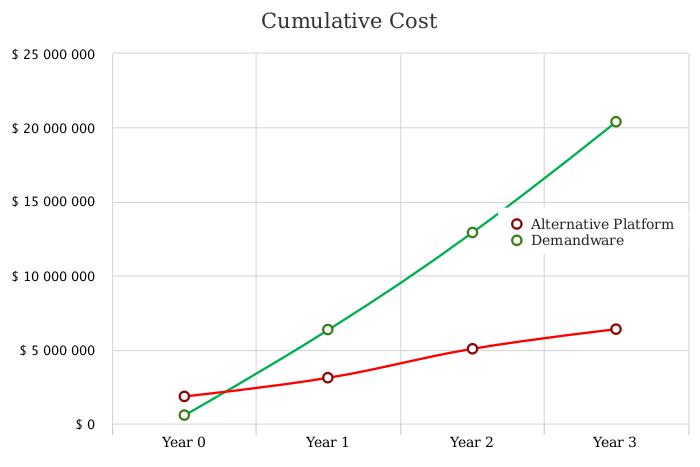 Cumulative Cost
$ 25 000 000
$ 20 000 000
$ 15 000 000
$ 10 000 000
$ 5 000 000
$ 0
Alternative Platform
Demandware
Year 0
Year 1
Year 2
Year 3